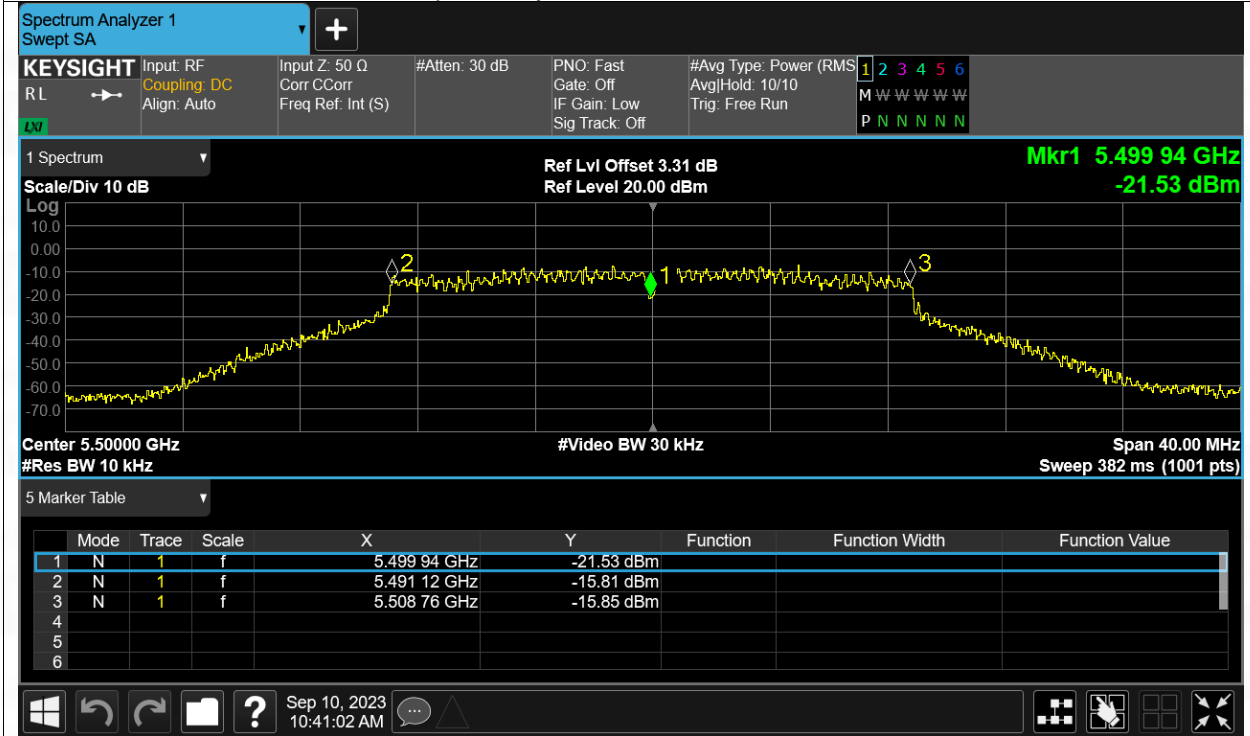 Spectrum Analyzer 1
Swept SA
+
KEYSIGHT Input: RF Input Z: 50 Ω #Atten: 30 dB PNO: Fast #Avg Type: Power (RMS 1 2 3 4 5 6
R L Coupling: DC Corr CCorr Gate: Off Avg|Hold: 10/10 M W W W W W W
Align: Auto Freq Ref: Int (S) IF Gain: Low Trig: Free Run
LXI Sig Track: Off P N N N N N N
1 Spectrum Ref Lvl Offset 3.31 dB Mkr1 5.499 94 GHz
Scale/Div 10 dB Ref Level 20.00 dBm -21.53 dBm
Log
10.0
0.00
2 3
-10.0
1
-20.0
-30.0
-40.0
-50.0
-60.0
-70.0
Center 5.50000 GHz #Video BW 30 kHz Span 40.00 MHz
#Res BW 10 kHz Sweep 382 ms (1001 pts)
5 Marker Table
Mode Trace Scale X Y Function Function Width Function Value
1 N 1 f 5.499 94 GHz -21.53 dBm
2 N 1 f 5.491 12 GHz -15.81 dBm
3 N 1 f 5.508 76 GHz -15.85 dBm
4
5
6
? Sep 10, 2023
10:41:02 AM